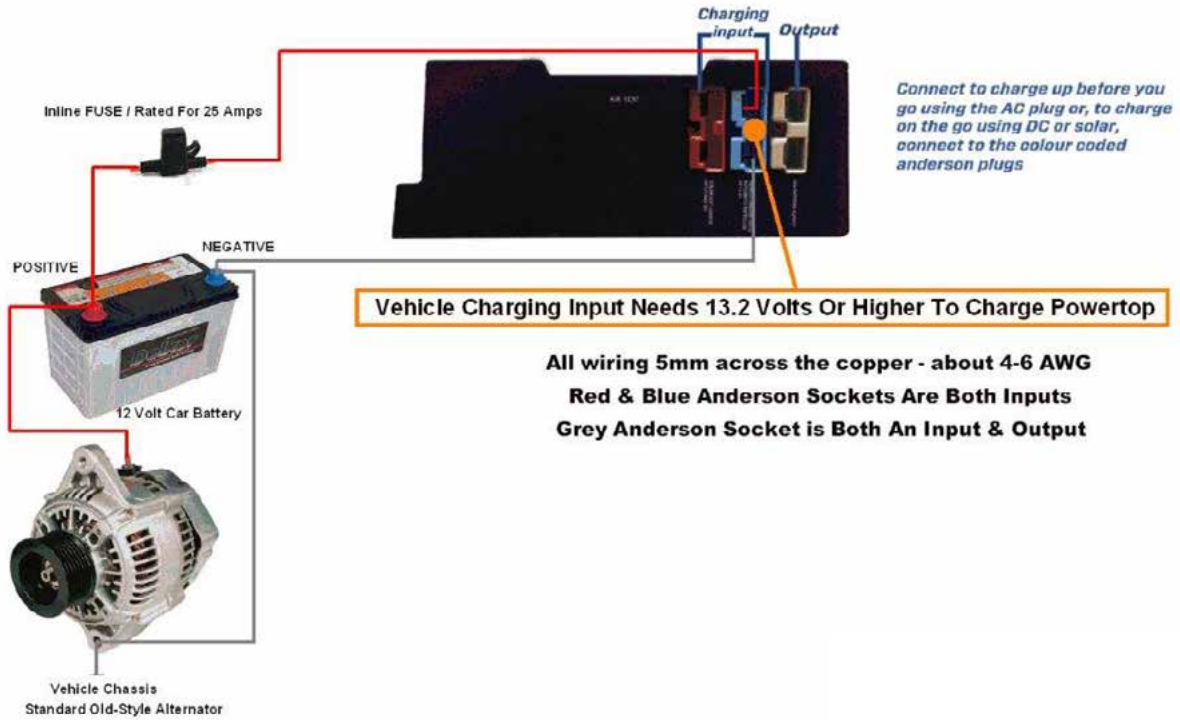 Charging
input
Output
Connect to charge up before you
go using the AC plug or, to charge
on the go using DC or solar,
connect to the colour coded
anderson plugs
Inline FUSE / Rated For 25 Amps
NEGATIVE
POSITIVE
Vehicle Charging Input Needs 13.2 Volts Or Higher To Charge Powertop
All wiring 5mm across the copper - about 4-6 AWG
Red & Blue Anderson Sockets Are Both Inputs
Grey Anderson Socket is Both An Input & Output
12 Volt Car Battery
Vehicle Chassis
Standard Old-Style Alternator